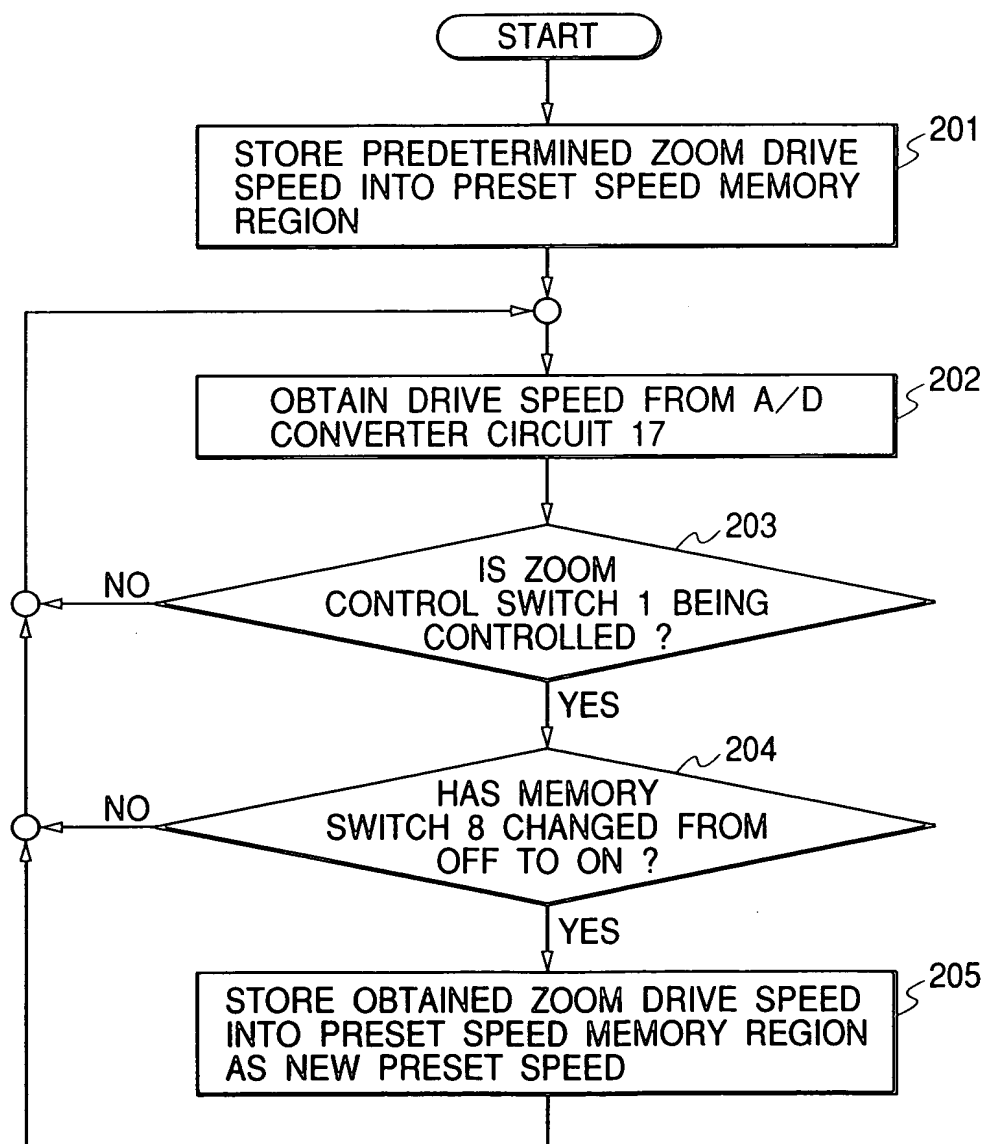 START
201
STORE PREDETERMINED ZOOM DRIVE
SPEED INTO PRESET SPEED MEMORY
REGION
202
OBTAIN DRIVE SPEED FROM A/D
CONVERTER CIRCUIT 17
203
IS ZOOM
CONTROL SWITCH 1 BEING
CONTROLLED ?
NO
YES
204
HAS MEMORY
SWITCH 8 CHANGED FROM
OFF TO ON ?
NO
YES
205
STORE OBTAINED ZOOM DRIVE SPEED
INTO PRESET SPEED MEMORY REGION
AS NEW PRESET SPEED